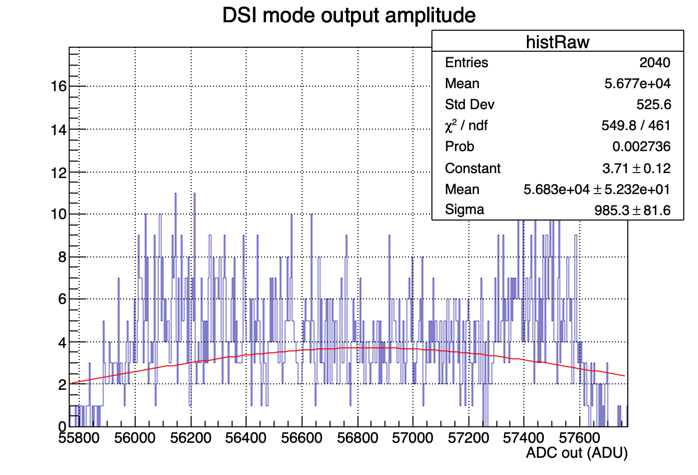 DSI mode output amplitude
histRaw
Entries 2040
Mean 5.677e+04
Std Dev 525.6
χ² / ndf 549.8 / 461
Prob 0.002736
Constant 3.71 ± 0.12
Mean 5.683e+04 ± 5.232e+01
Sigma 985.3 ± 81.6
16
14
12
10
8
6
4
2
0
55800 56000 56200 56400 56600 56800 57000 57200 57400 57600
ADC out (ADU)